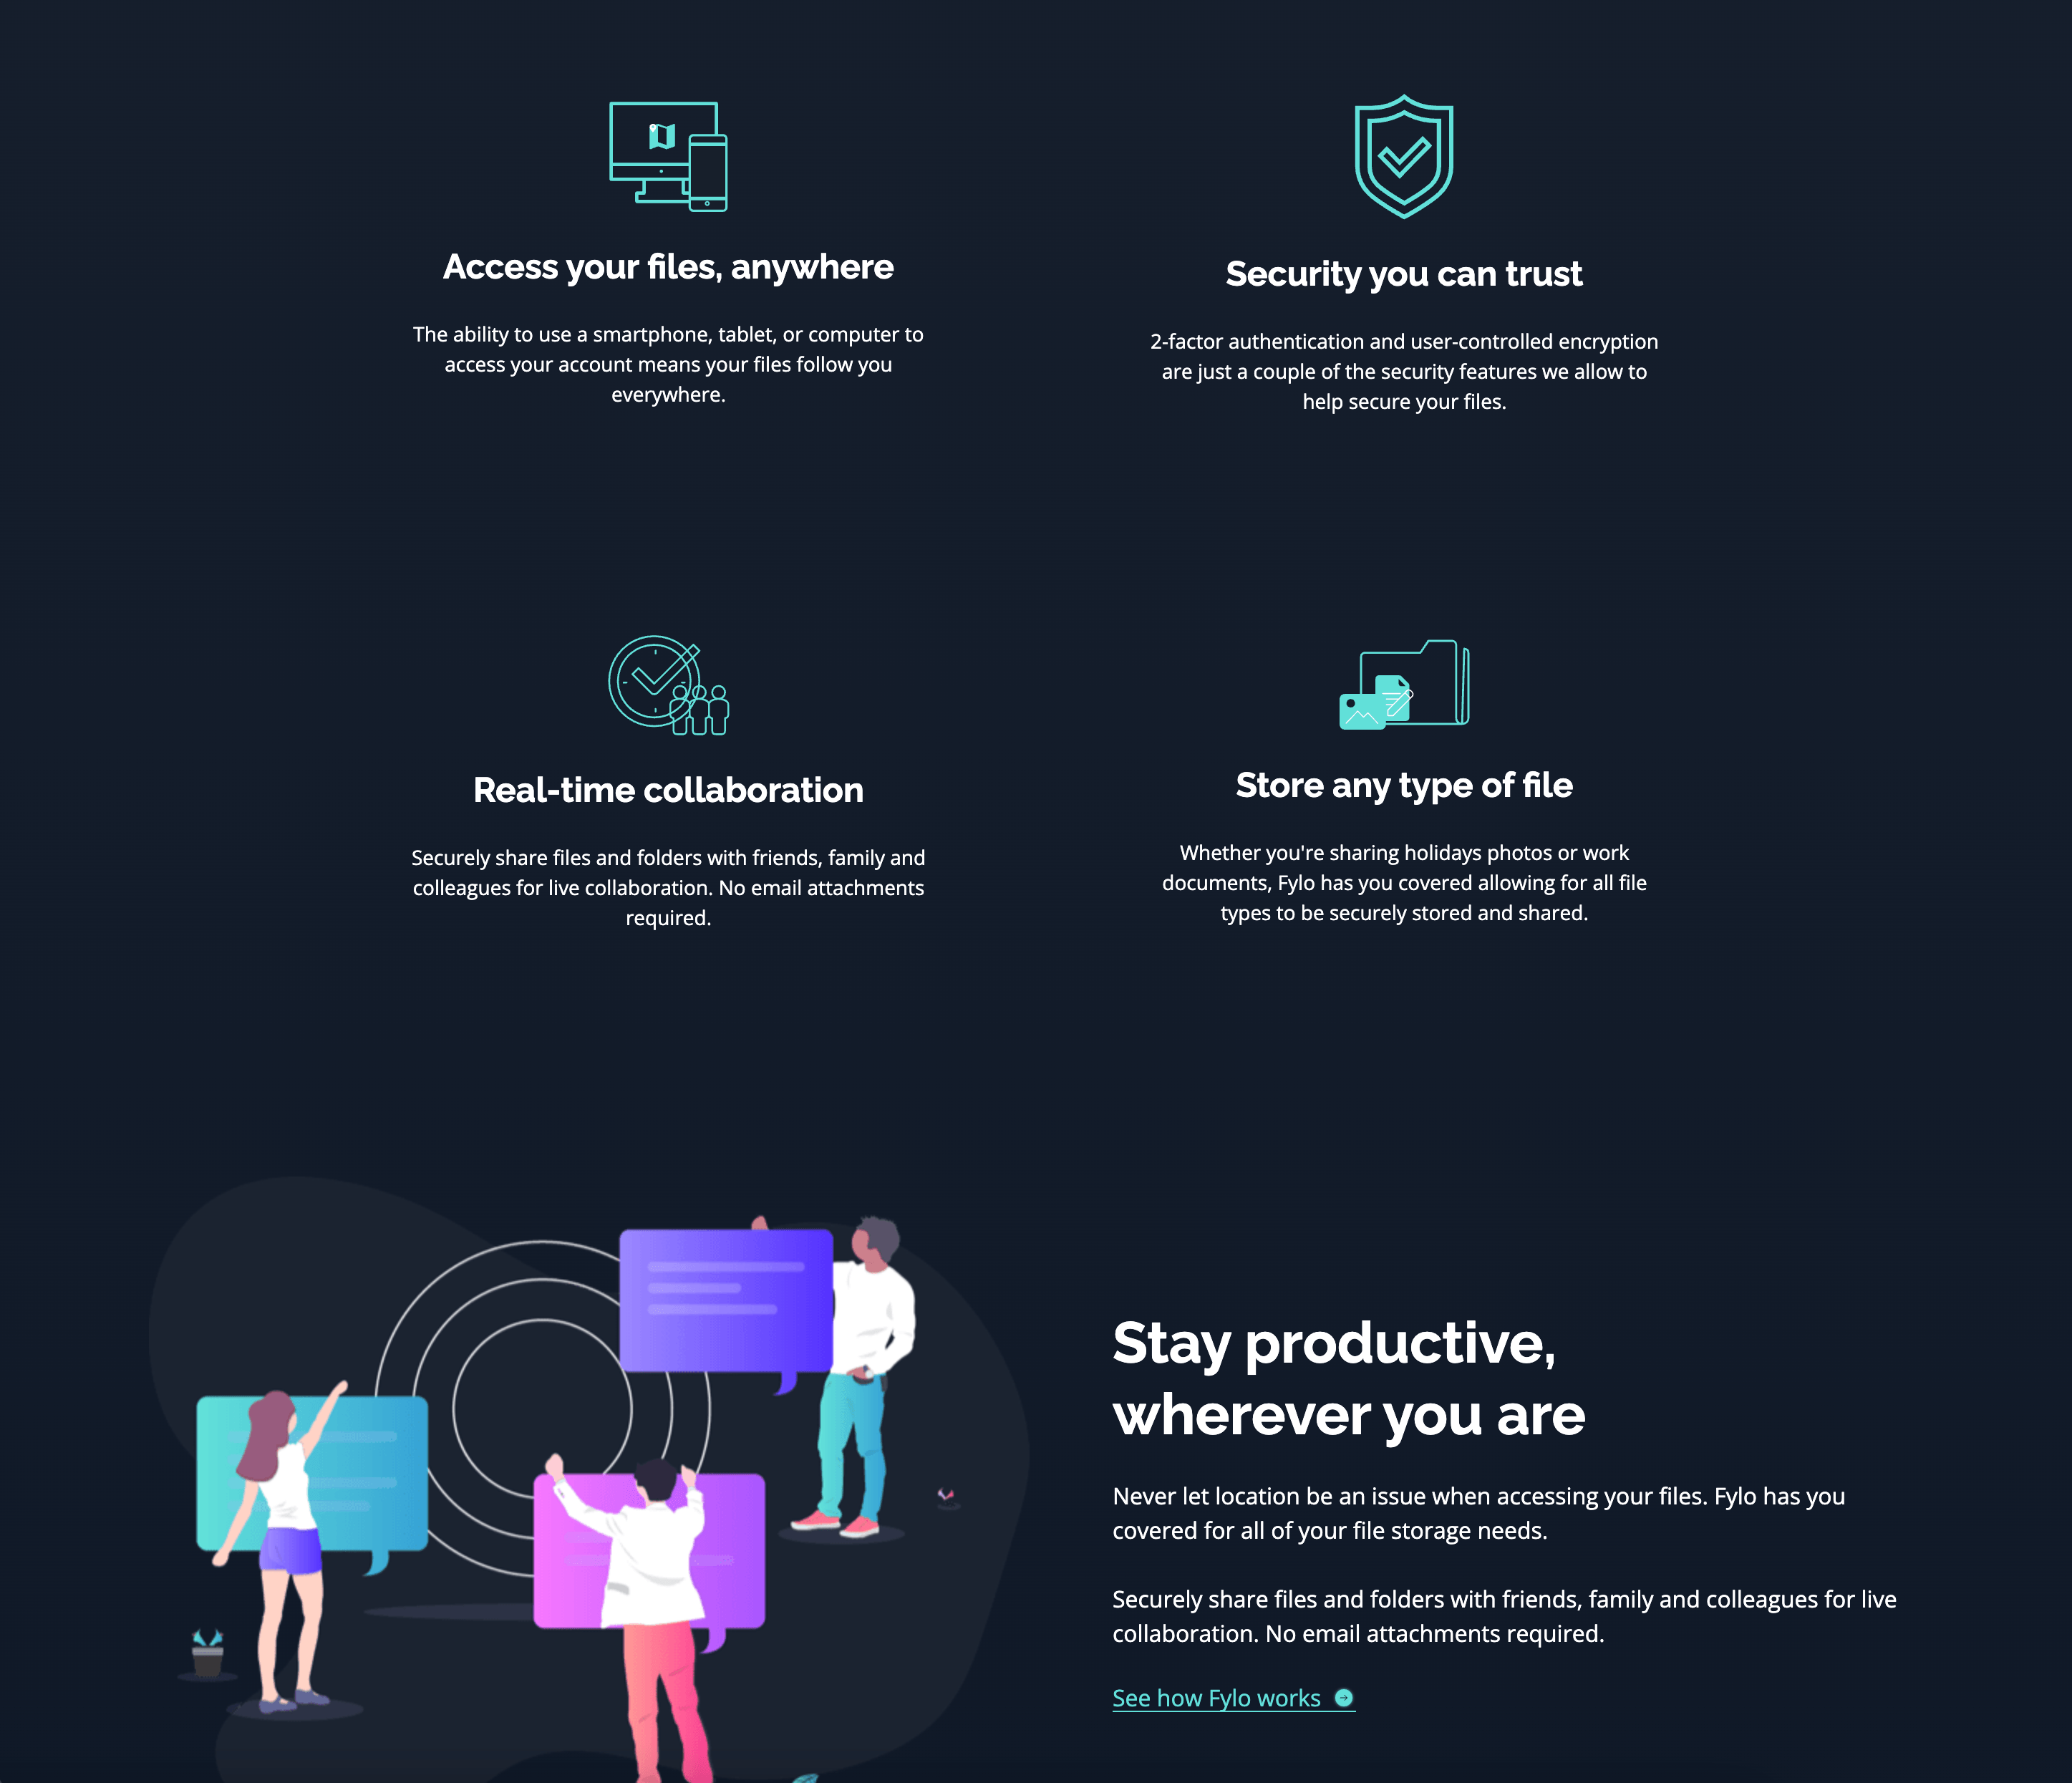 Access your files, anywhere
The ability to use a smartphone, tablet, or computer to
access your account means your files follow you
everywhere.
Security you can trust
2-factor authentication and user-controlled encryption
are just a couple of the security features we allow to
help secure your files.
Real-time collaboration
Securely share files and folders with friends, family and
colleagues for live collaboration. No email attachments
required.
Store any type of file
Whether you're sharing holidays photos or work
documents, Fylo has you covered allowing for all file
types to be securely stored and shared.
Stay productive,
wherever you are
Never let location be an issue when accessing your files. Fylo has you
covered for all of your file storage needs.
Securely share files and folders with friends, family and colleagues for live
collaboration. No email attachments required.
See how Fylo works